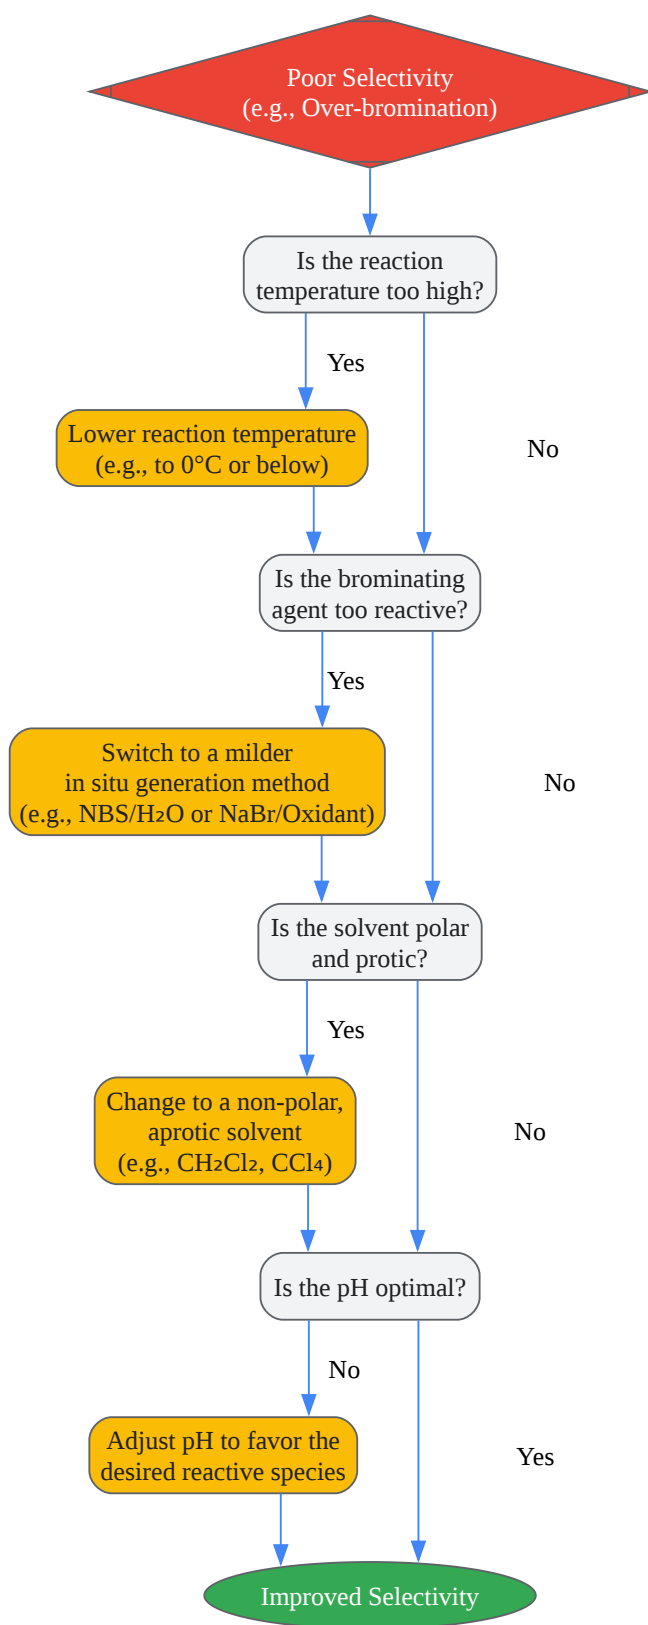 Poor Selectivity
(e.g., Over-bromination)
Is the reaction
temperature too high?
Yes
Lower reaction temperature
(e.g., to 0°C or below)
No
Is the brominating
agent too reactive?
Yes
Switch to a milder
in situ generation method
(e.g., NBS/H₂O or NaBr/Oxidant)
No
Is the solvent polar
and protic?
Yes
Change to a non-polar,
aprotic solvent
(e.g., CH₂Cl₂, CCl₄)
No
Is the pH optimal?
No
Adjust pH to favor the
desired reactive species
Yes
Improved Selectivity